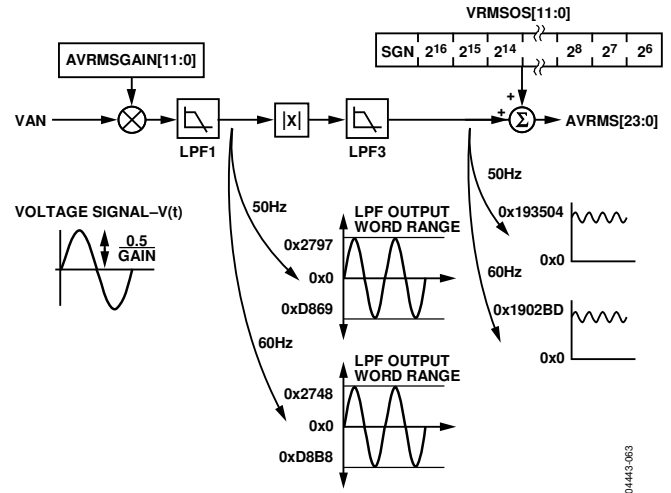 VRMSOS[11:0]
AVRMSGAIN[11:0]
SGN 2^16 2^15 2^14 2^8 2^7 2^6
VAN
LPF1
|X|
LPF3
+
+
Σ
AVRMS[23:0]
VOLTAGE SIGNAL–V(t)
0.5
GAIN
50Hz
LPF OUTPUT
WORD RANGE
0x2797
0x0
0xD869
60Hz
LPF OUTPUT
WORD RANGE
0x2748
0x0
0xD8B8
50Hz
0x193504
0x0
60Hz
0x1902BD
0x0
04443-063